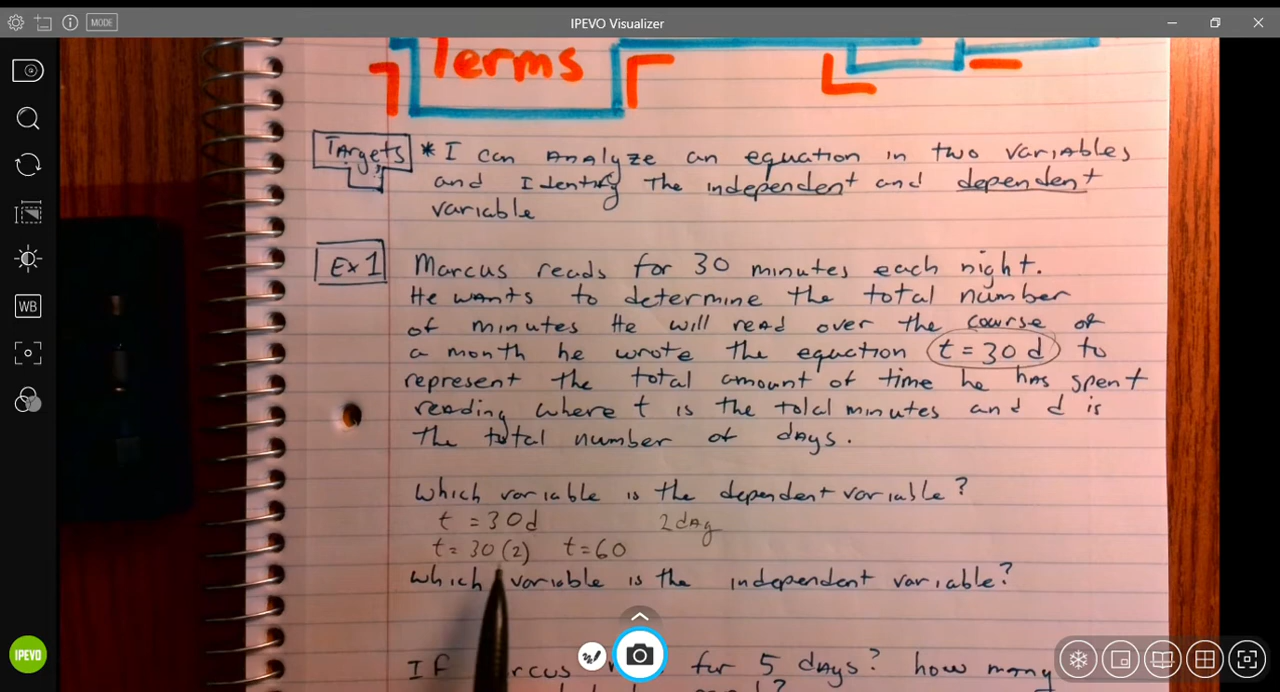 MODE
IPEVO Visualizer
Terms
TArgets
* I can ANAlyze an equation in two vARiAbles
and Identify The independent and dependent
variable
Ex 1
Marcus reads for 30 minutes each night.
He wants to determine the total number
of minutes He will read over the course of
a month he wrote the equation t = 30 d to
represent the total amount of time he hAs spent
reading where t is the total minutes and d is
The total number of dAys.
Which variable is the dependent variable?
t = 30d 2 dAy
t = 30 (2) t = 60
Which variable is the independent variable?
If for 5 dAys? how many
WB
IPEVO